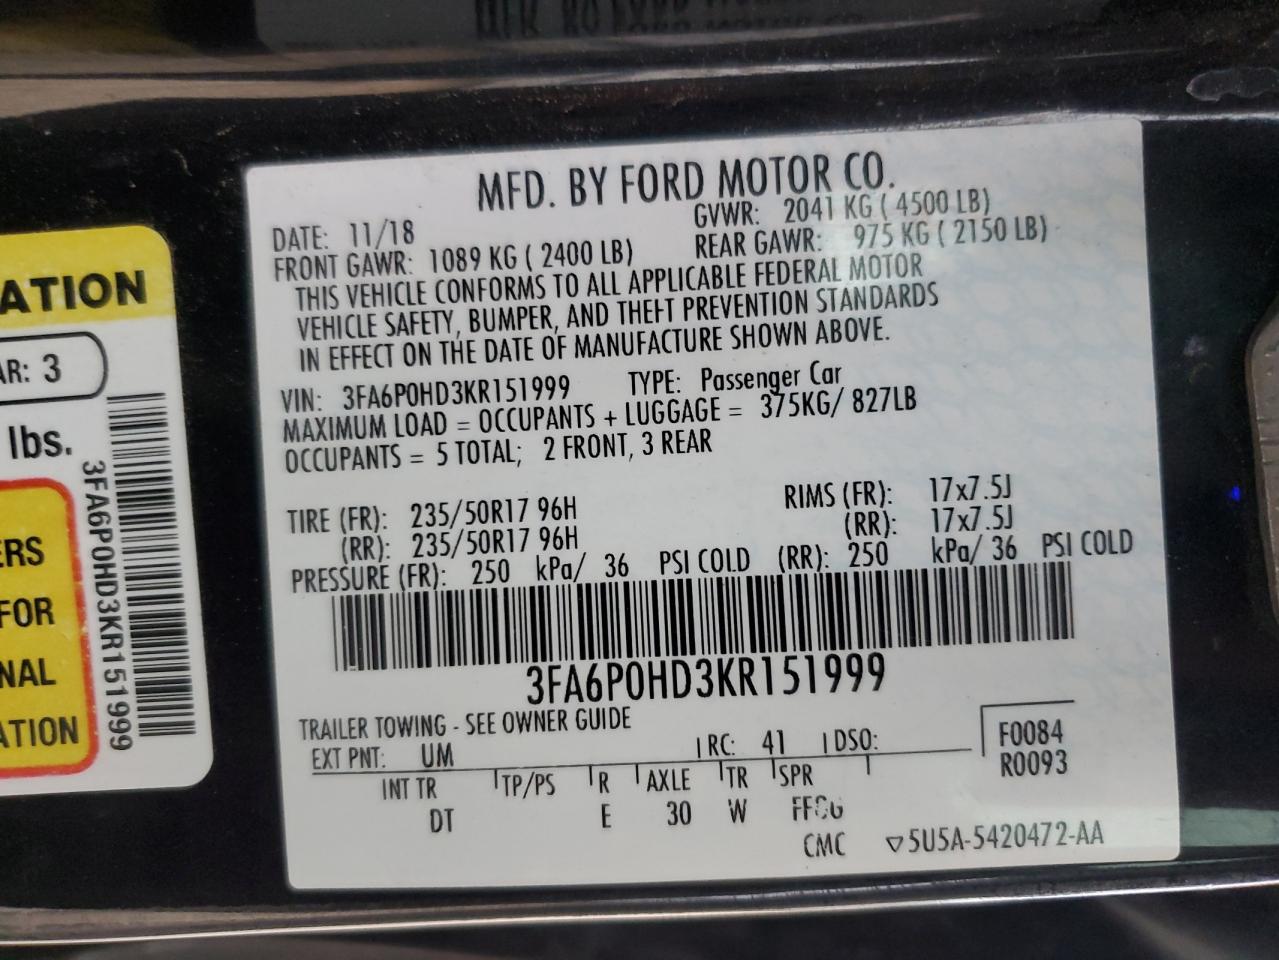 MFD. BY FORD MOTOR CO.
DATE: 11/18 GVWR: 2041 KG ( 4500 LB)
FRONT GAWR: 1089 KG ( 2400 LB) REAR GAWR: 975 KG ( 2150 LB)
THIS VEHICLE CONFORMS TO ALL APPLICABLE FEDERAL MOTOR
VEHICLE SAFETY, BUMPER, AND THEFT PREVENTION STANDARDS
IN EFFECT ON THE DATE OF MANUFACTURE SHOWN ABOVE.
VIN: 3FA6P0HD3KR151999 TYPE: Passenger Car
MAXIMUM LOAD = OCCUPANTS + LUGGAGE = 375KG/ 827LB
OCCUPANTS = 5 TOTAL; 2 FRONT, 3 REAR
TIRE (FR): 235/50R17 96H RIMS (FR): 17x7.5J
(RR): 235/50R17 96H (RR): 17x7.5J
PRESSURE (FR): 250 kPa/ 36 PSI COLD (RR): 250 kPa/ 36 PSI COLD
3FA6P0HD3KR151999
TRAILER TOWING - SEE OWNER GUIDE
EXT PNT: UM RC: 41 DSO:
F0084
R0093
INT TR TP/PS R AXLE TR SPR
DT E 30 W
CMC 5U5A-5420472-AA
ATION
AR: 3
lbs.
ERS
FOR
NAL
ATION
3FA6P0HD3KR151999